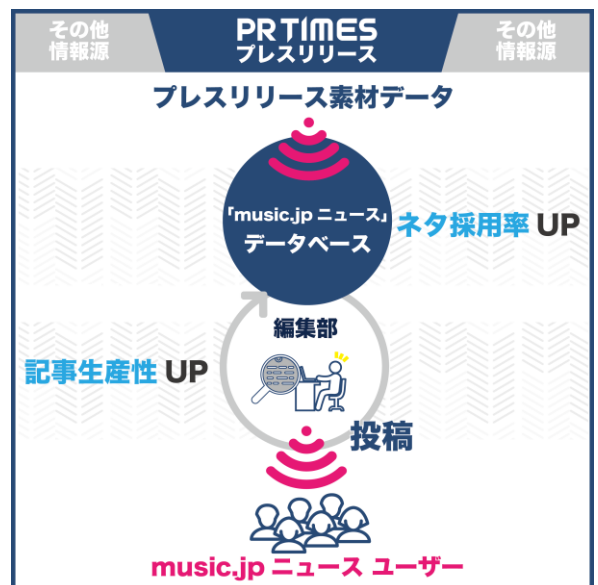 その他
情報源
PR TIMES
プレスリリース
その他
情報源
プレスリリース素材データ
「music.jp ニュース」
データベース
ネタ採用率 UP
編集部
記事生産性 UP
投稿
music.jp ニュース ユーザー